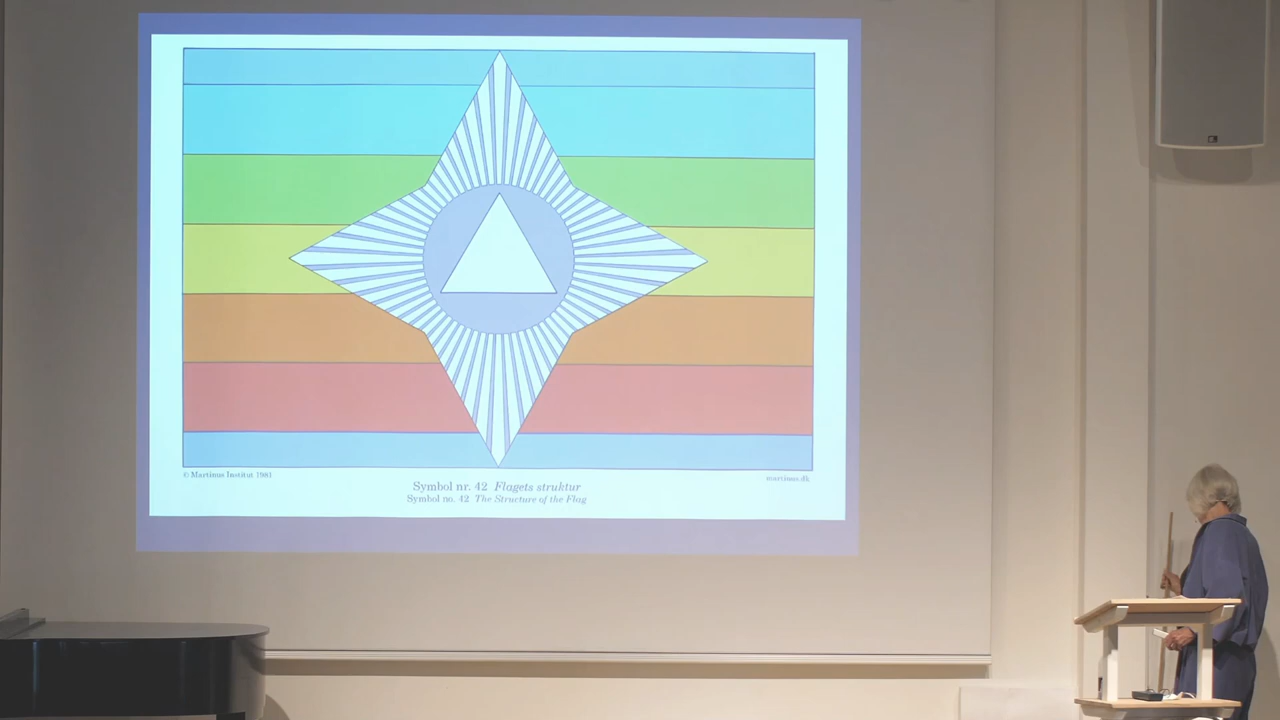 © Martinus Institut 1981
martinus.dk
Symbol nr. 42 Flagets struktur
Symbol no. 42 The Structure of the Flag